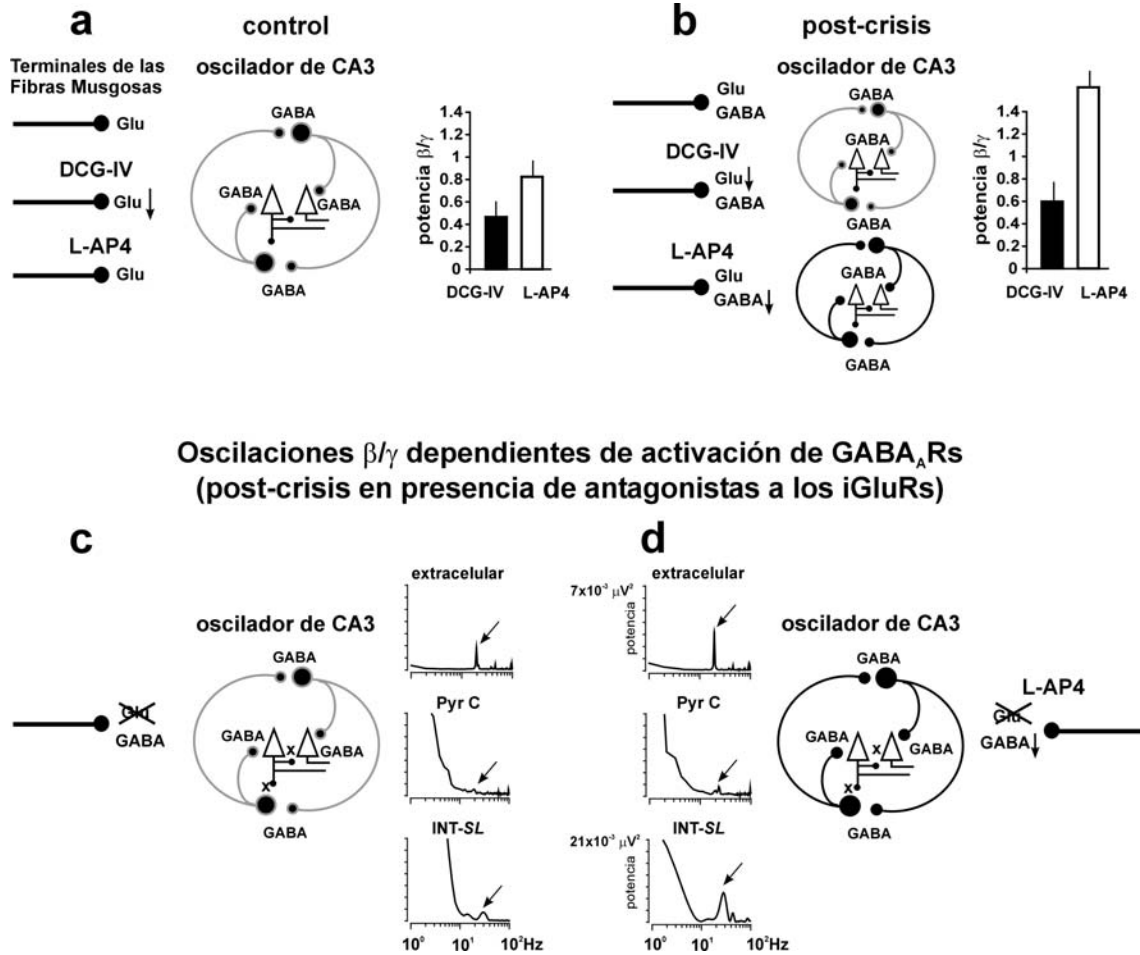 a
control
Terminales de las
Fibras Musgosas
Glu
DCG-IV
Glu
L-AP4
Glu
oscilador de CA3
GABA
GABA
GABA
GABA
potencia β/γ
1.4
1.2
1
0.8
0.6
0.4
0.2
0
DCG-IV
L-AP4
b
post-crisis
Glu
GABA
DCG-IV
Glu
GABA
L-AP4
Glu
GABA
oscilador de CA3
GABA
GABA
GABA
GABA
GABA
GABA
potencia β/γ
1.4
1.2
1
0.8
0.6
0.4
0.2
0
DCG-IV
L-AP4
Oscilaciones β/γ dependientes de activación de GABA_ARs
(post-crisis en presencia de antagonistas a los iGluRs)
c
Glu
GABA
oscilador de CA3
GABA
GABA
x
GABA
x
GABA
extracelular
Pyr C
INT-SL
10⁰
10¹
10²Hz
d
extracelular
7x10⁻³ µV²
potencia
Pyr C
INT-SL
21x10⁻³ µV²
potencia
10⁰
10¹
10²Hz
oscilador de CA3
GABA
GABA
x
GABA
x
GABA
L-AP4
Glu
GABA